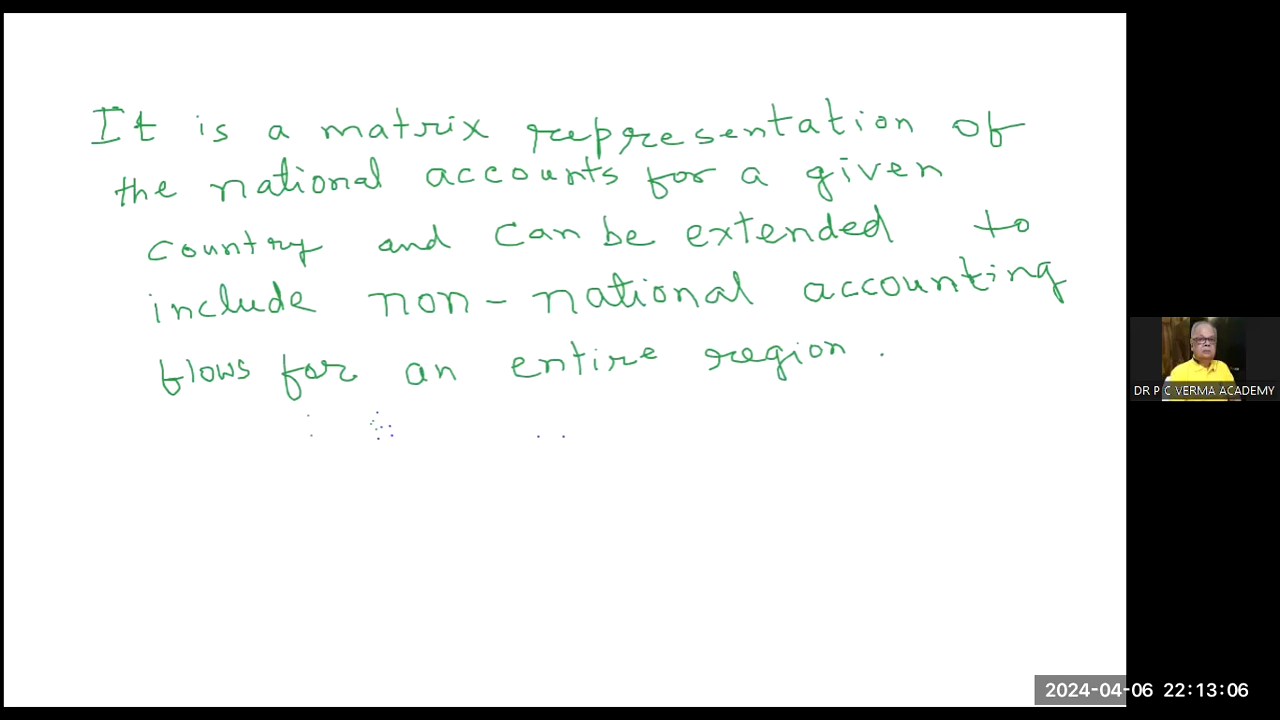 It is a matrix representation of
the national accounts for a given
country and can be extended to
include non-national accounting
flows for an entire region.
DR P C VERMA ACADEMY
2024-04-06 22:13:06